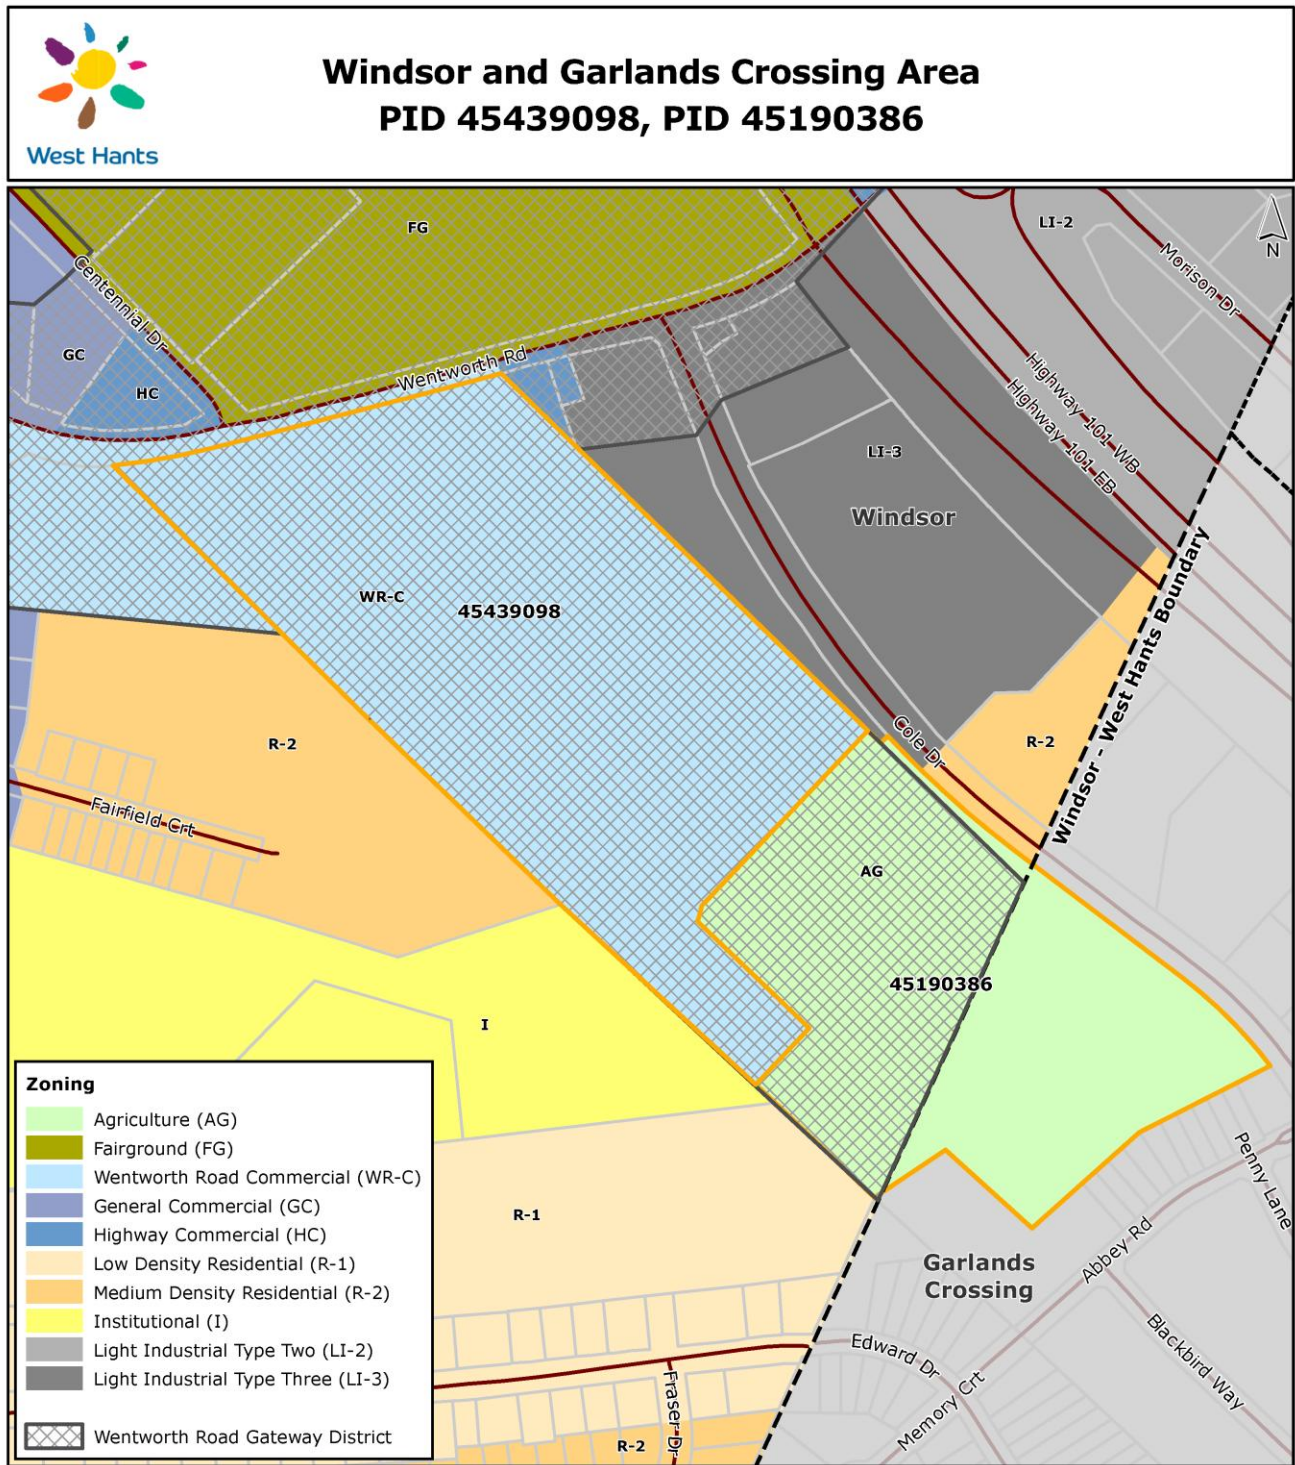 West Hants
Windsor and Garlands Crossing Area
PID 45439098, PID 45190386
FG
LI-2
N
Morison Dr
Centennial Dr
GC
HC
Wentworth Rd
Highway 101 WB
Highway 101 EB
LI-3
Windsor
WR-C
45439098
Windsor - West Hants Boundary
R-2
Cole Dr
R-2
Fairfield Crt
AG
45190386
I
R-1
Garlands
Crossing
Penny Lane
Abbey Rd
Blackbird Way
Edward Dr
Memory Crt
Fraser Dr
R-2
Zoning
Agriculture (AG)
Fairground (FG)
Wentworth Road Commercial (WR-C)
General Commercial (GC)
Highway Commercial (HC)
Low Density Residential (R-1)
Medium Density Residential (R-2)
Institutional (I)
Light Industrial Type Two (LI-2)
Light Industrial Type Three (LI-3)
Wentworth Road Gateway District